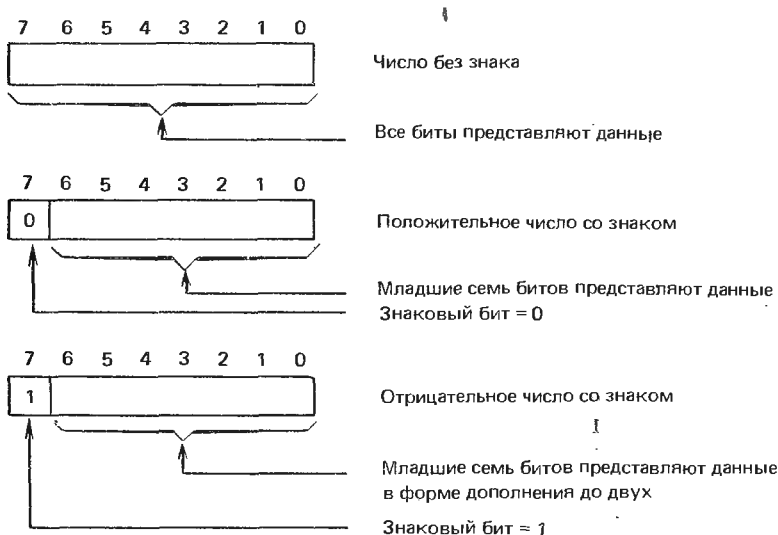 7 6 5 4 3 2 1 0
Число без знака
Все биты представляют данные
7 6 5 4 3 2 1 0
0
Положительное число со знаком
Младшие семь битов представляют данные
Знаковый бит = 0
7 6 5 4 3 2 1 0
1
Отрицательное число со знаком
Младшие семь битов представляют данные
в форме дополнения до двух
Знаковый бит = 1